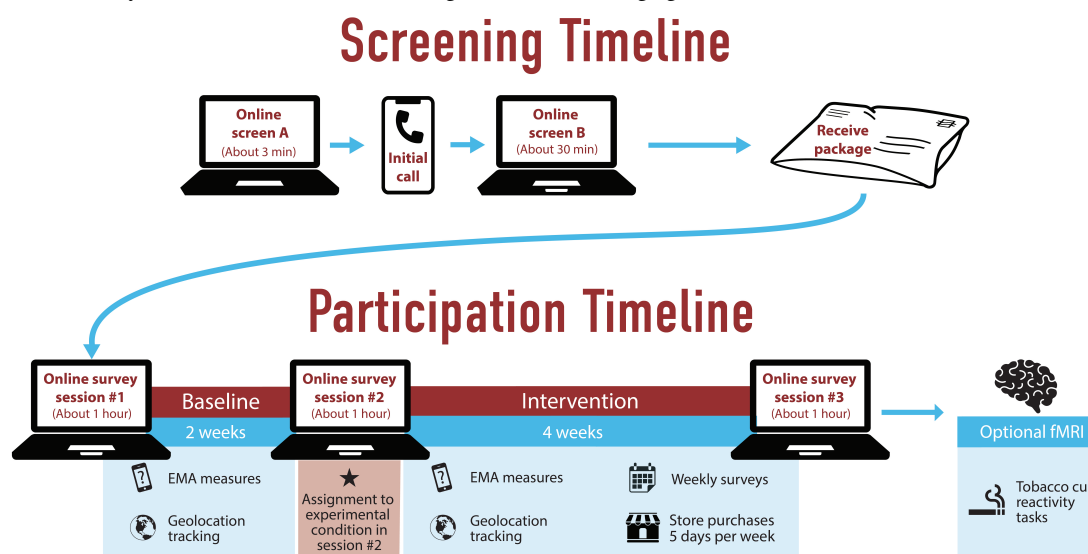 Screening Timeline
Online
screen A
(About 3 min)
Initial
call
Online
screen B
(About 30 min)
Receive
package
Participation Timeline
Online survey
session #1
(About 1 hour)
Baseline
2 weeks
Online survey
session #2
(About 1 hour)
Intervention
4 weeks
Online survey
session #3
(About 1 hour)
Optional fMRI
? EMA measures
Geolocation
tracking
Assignment to
experimental
condition in
session #2
? EMA measures
Geolocation
tracking
Weekly surveys
Store purchases
5 days per week
Tobacco cu
reactivity
tasks